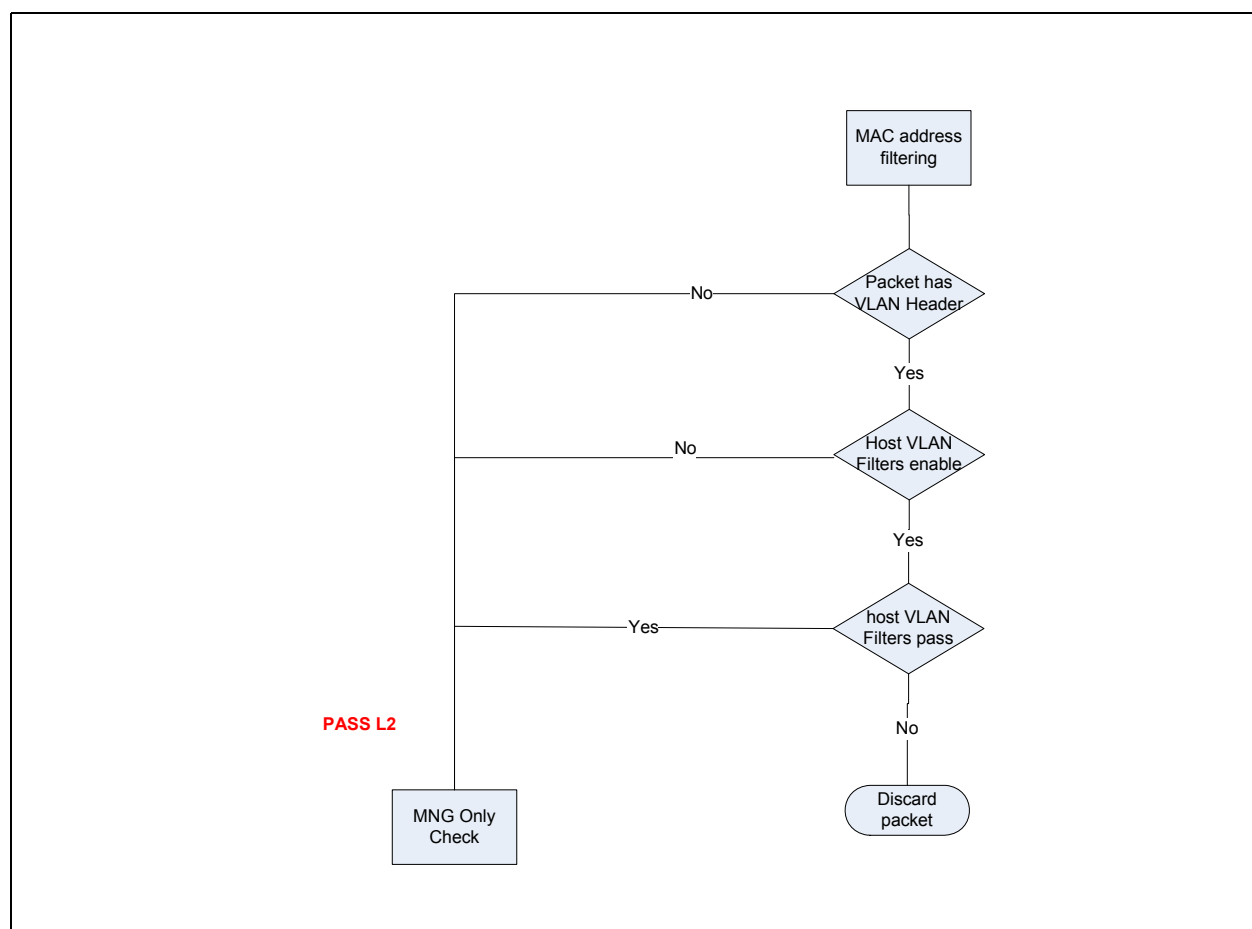 MAC address
filtering
Packet has
VLAN Header
No
Yes
Host VLAN
Filters enable
No
Yes
host VLAN
Filters pass
Yes
No
PASS L2
MNG Only
Check
Discard
packet